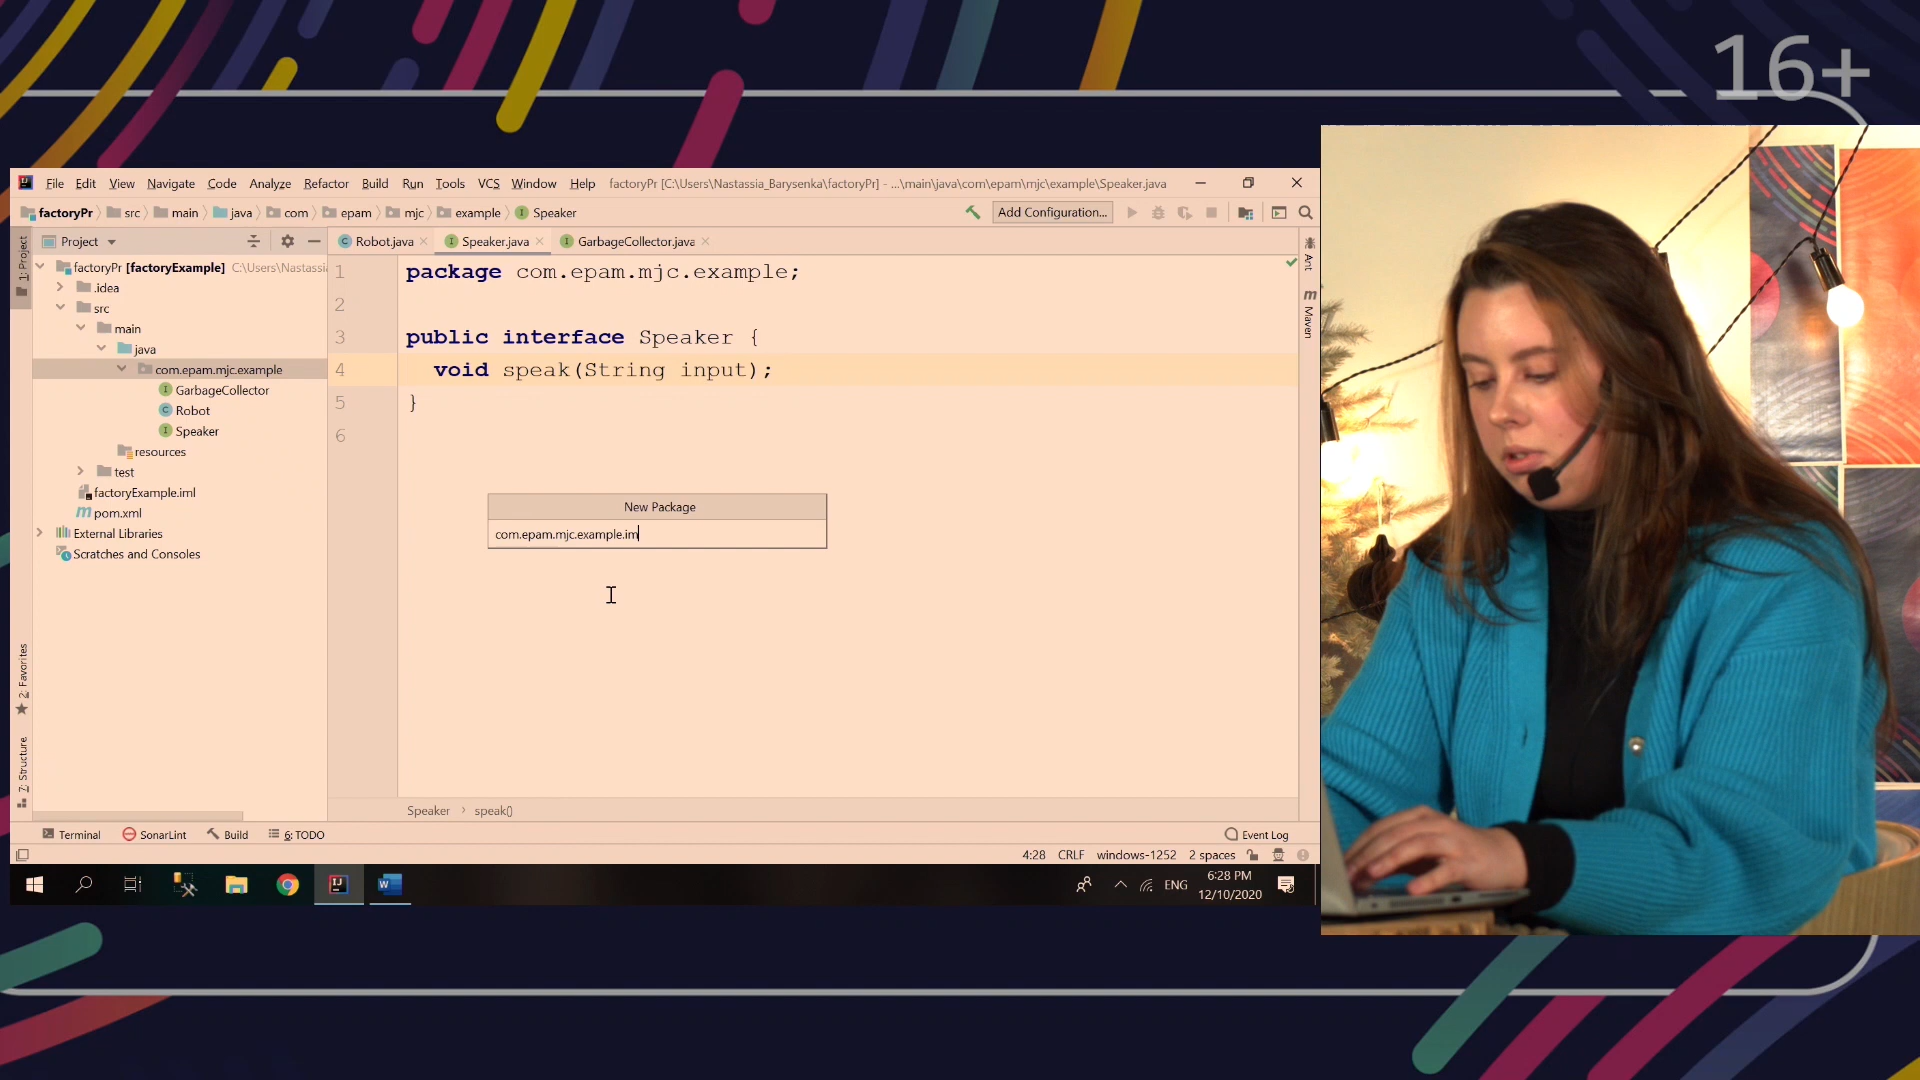 16+
File Edit View Navigate Code Analyze Refactor Build Run Tools VCS Window Help factoryPr [C:\Users\Nastassia_Barysenka\factoryPr] - ...\main\java\com\epam\mjc\example\Speaker.java
factoryPr src main java com epam mjc example Speaker Add Configuration...
1: Project
Project
Robot.java Speaker.java GarbageCollector.java
factoryPr [factoryExample] C:\Users\Nastassi
.idea
src
main
java
com.epam.mjc.example
GarbageCollector
Robot
Speaker
resources
test
factoryExample.iml
pom.xml
External Libraries
Scratches and Consoles
1 package com.epam.mjc.example;
2
3 public interface Speaker {
4 void speak(String input);
5 }
6
New Package
com.epam.mjc.example.im
Ant
m Maven
2: Favorites
7: Structure
Speaker speak()
Terminal SonarLint Build 6: TODO Event Log
4:28 CRLF windows-1252 2 spaces
ENG
6:28 PM
12/10/2020